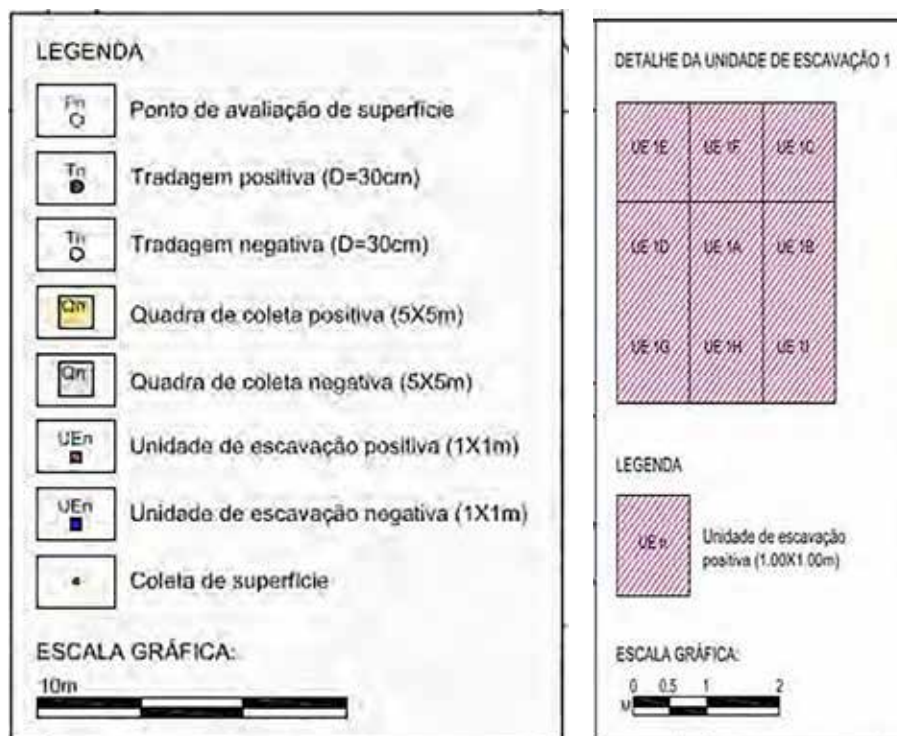 LEGENDA
Pn
Ponto de avaliação de superfície
Tn
Tradagem positiva (D=30cm)
Tn
Tradagem negativa (D=30cm)
Qn
Quadra de coleta positiva (5X5m)
Qn
Quadra de coleta negativa (5X5m)
UEn
Unidade de escavação positiva (1X1m)
UEn
Unidade de escavação negativa (1X1m)
Coleta de superfície
ESCALA GRÁFICA:
10m
DETALHE DA UNIDADE DE ESCAVAÇÃO 1
UE 1E UE 1F UE 1C
UE 1D UE 1A UE 1B
UE 1G UE 1H UE 1I
LEGENDA
UE n
Unidade de escavação
positiva (1.00X1.00m)
ESCALA GRÁFICA:
0 0.5 1 2
M